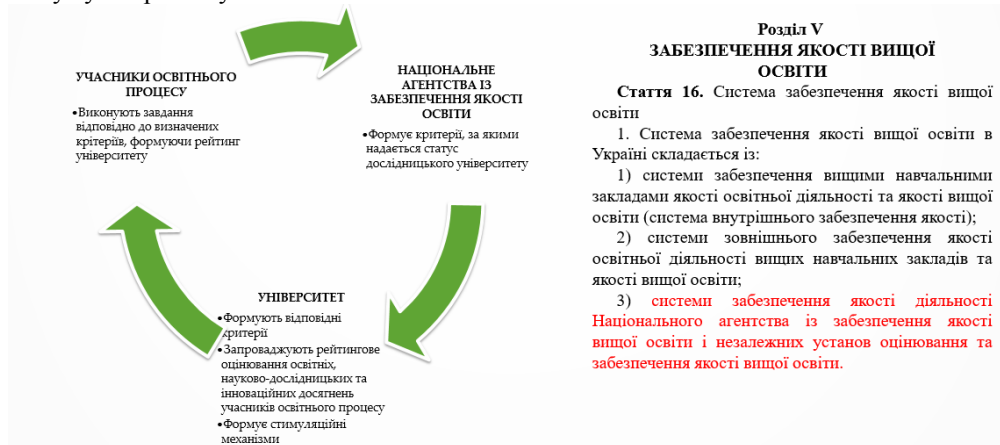 УЧАСНИКИ ОСВІТНЬОГО
ПРОЦЕСУ
•Виконують завдання
відповідно до визначених
крітеріїв, формуючи рейтинг
університету
НАЦІОНАЛЬНЕ
АГЕНТСТВА ІЗ
ЗАБЕЗПЕЧЕННЯ ЯКОСТІ
ОСВІТИ
•Формує критерії, за якими
надається статус
дослідницького університету
УНІВЕРСИТЕТ
•Формують відповідні
критерії
•Запроваджують рейтингове
оцінювання освітніх,
науково-дослідницьких та
інноваційних досягнень
учасників освітнього процесу
•Формує стимуляційні
механізми
Розділ V
ЗАБЕЗПЕЧЕННЯ ЯКОСТІ ВИЩОЇ
ОСВІТИ
Стаття 16. Система забезпечення якості вищої
освіти
1. Система забезпечення якості вищої освіти в
Україні складається із:
1) системи забезпечення вищими навчальними
закладами якості освітньої діяльності та якості вищої
освіти (система внутрішнього забезпечення якості);
2) системи зовнішнього забезпечення якості
освітньої діяльності вищих навчальних закладів та
якості вищої освіти;
3) системи забезпечення якості діяльності
Національного агентства із забезпечення якості
вищої освіти і незалежних установ оцінювання та
забезпечення якості вищої освіти.